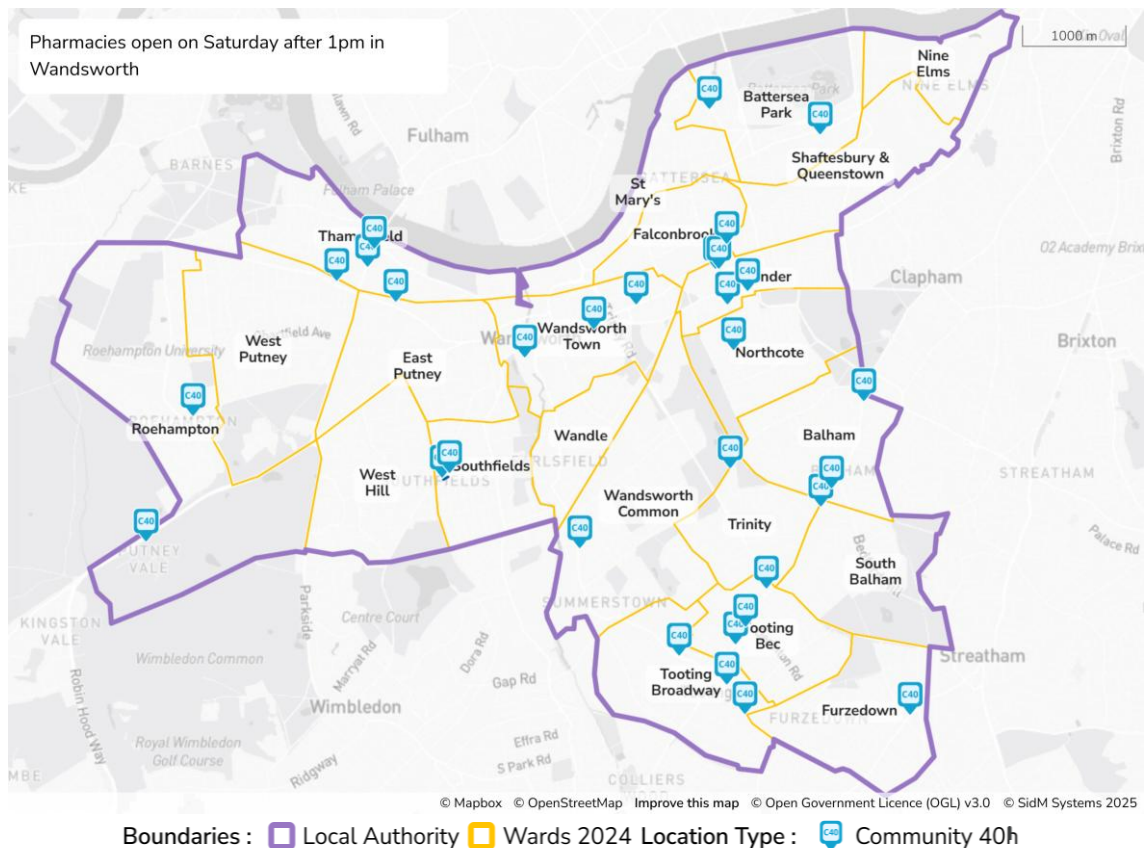 Pharmacies open on Saturday after 1pm in
Wandsworth
1000 m
Nine
Elms
NINE ELMS
Battersea
Park
Fulham
BARNES
Brixton Rd
Shaftesbury &
Queenstown
Fulham Palace
St
Mary's
Falconbrook
O2 Academy Brix
Clapham
Wandsworth
Town
Northcote
Brixton
West
Putney
Roehampton University
East
Putney
Roehampton
ROEHAMPTON
Wandle
Balham
Southfields
EARLSFIELD
West
Hill
SOUTHFIELDS
STREATHAM
Wandsworth
Common
Trinity
Palace Rd
PUTNEY
VALE
South
Balham
SUMMERSTOWN
KINGSTON
VALE
Parkside
Centre Court
Tooting
Bec
Streatham
Wimbledon Common
Marryat Rd
Dora Rd
Robin Hood Way
Gap Rd
Tooting
Broadway
Wimbledon
Furzedown
FURZEDOWN
Royal Wimbledon
Golf Course
Effra Rd
S Park Rd
Ridgway
COLLIERS
C40
© Mapbox © OpenStreetMap Improve this map © Open Government Licence (OGL) v3.0 © SidM Systems 2025
Boundaries : Local Authority Wards 2024 Location Type : C40 Community 40h